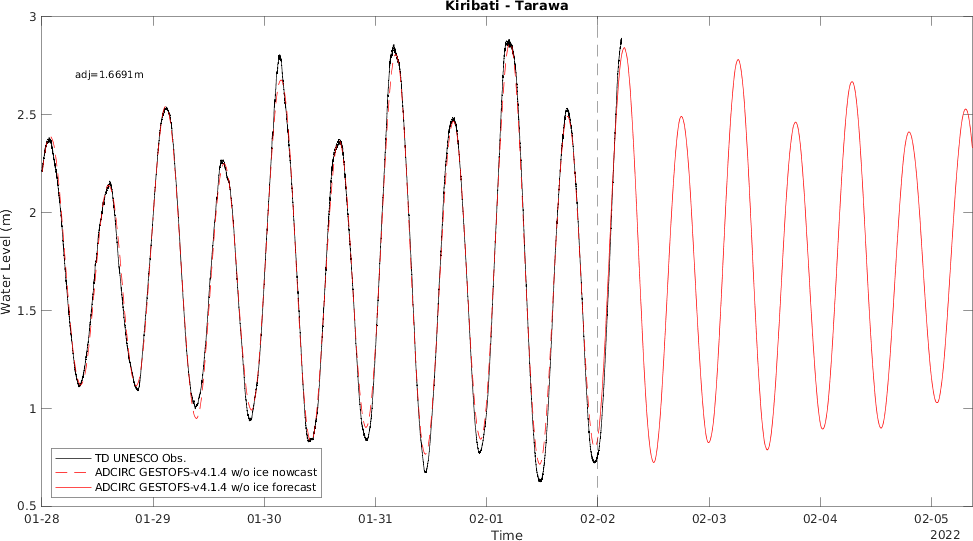 Kiribati - Tarawa
adj=1.6691m
3
2.5
2
1.5
1
0.5
Water Level (m)
TD UNESCO Obs.
ADCIRC GESTOFS-v4.1.4 w/o ice nowcast
ADCIRC GESTOFS-v4.1.4 w/o ice forecast
01-28 01-29 01-30 01-31 02-01 02-02 02-03 02-04 02-05
Time
2022